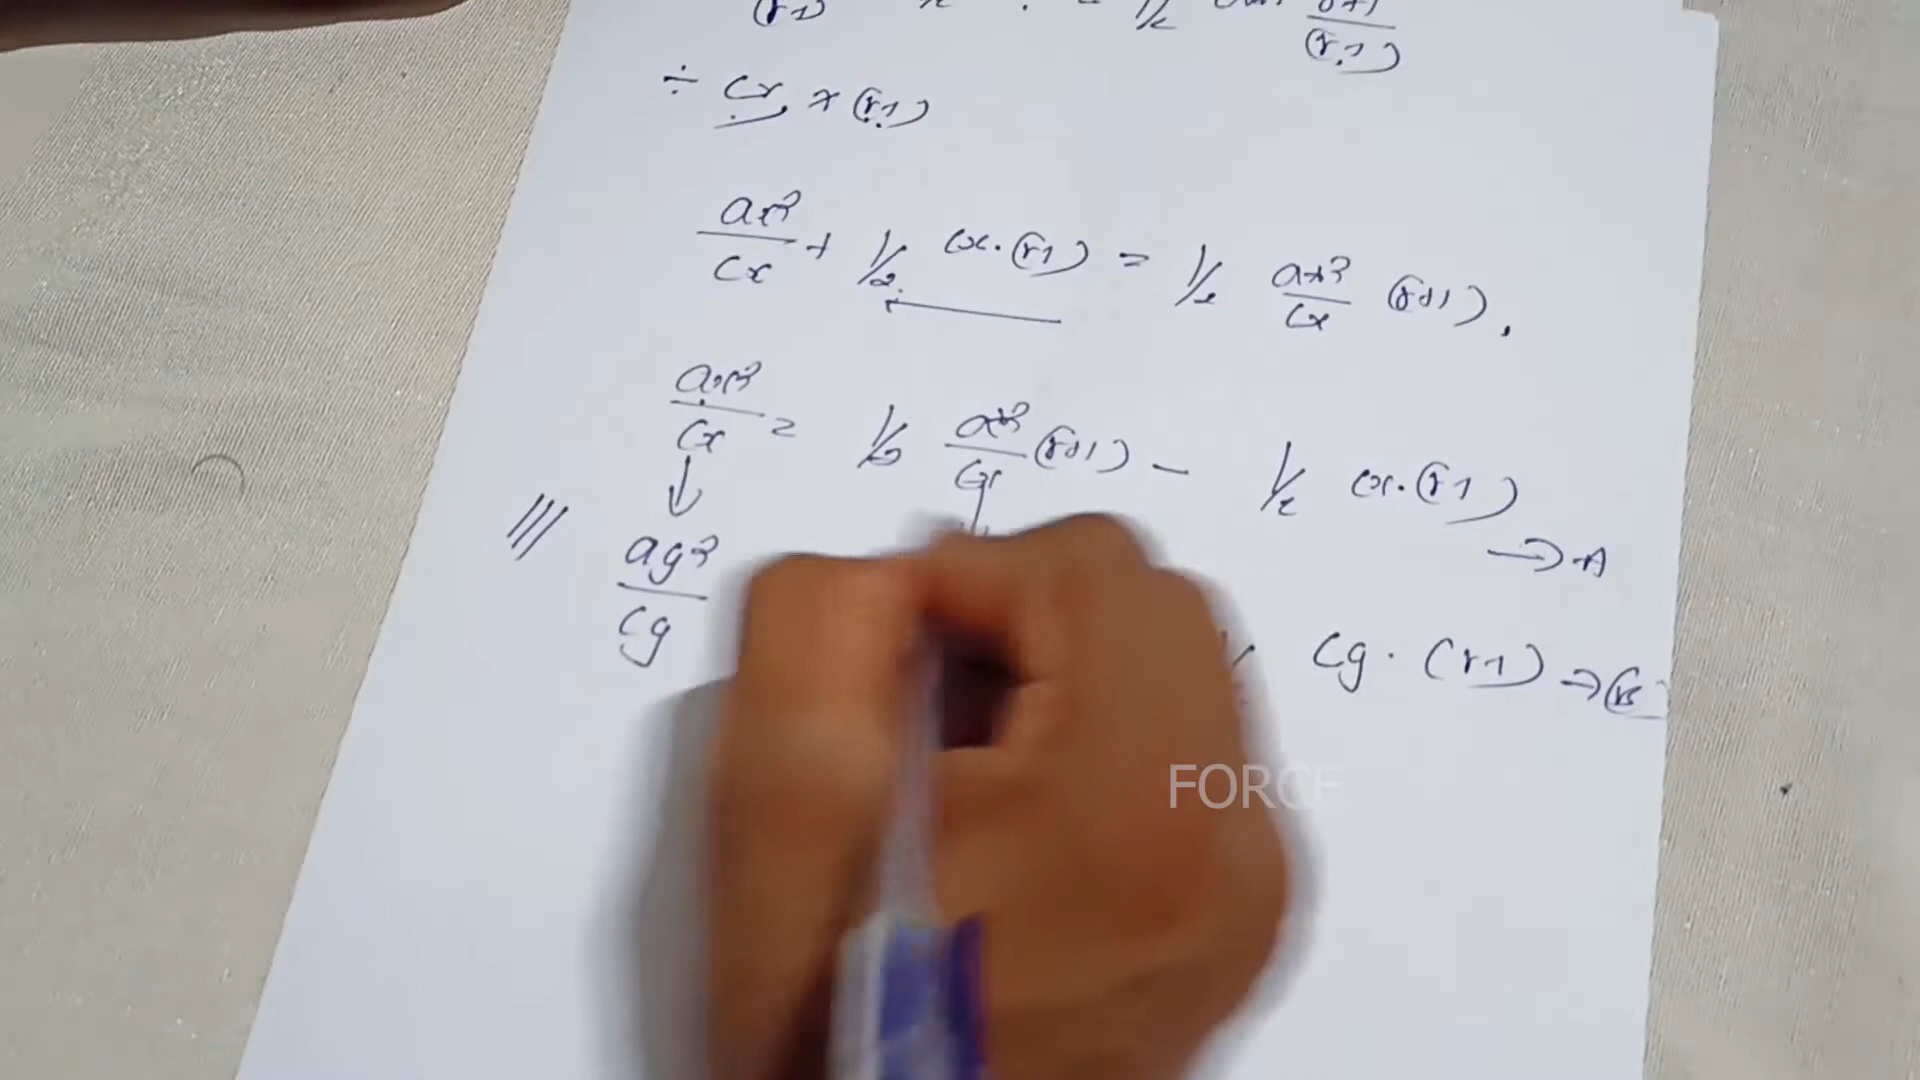 ÷ Cx × (r-1)
ax²/Cx + 1/2 Cx.(r-1) = 1/2 ax²/Cx (r+1).
ax²/Cx = 1/2 ax²/Cx (r+1) - 1/2 Cx.(r-1)
→ A
/// ag²/Cg Cg . (r-1) → B
FORCE